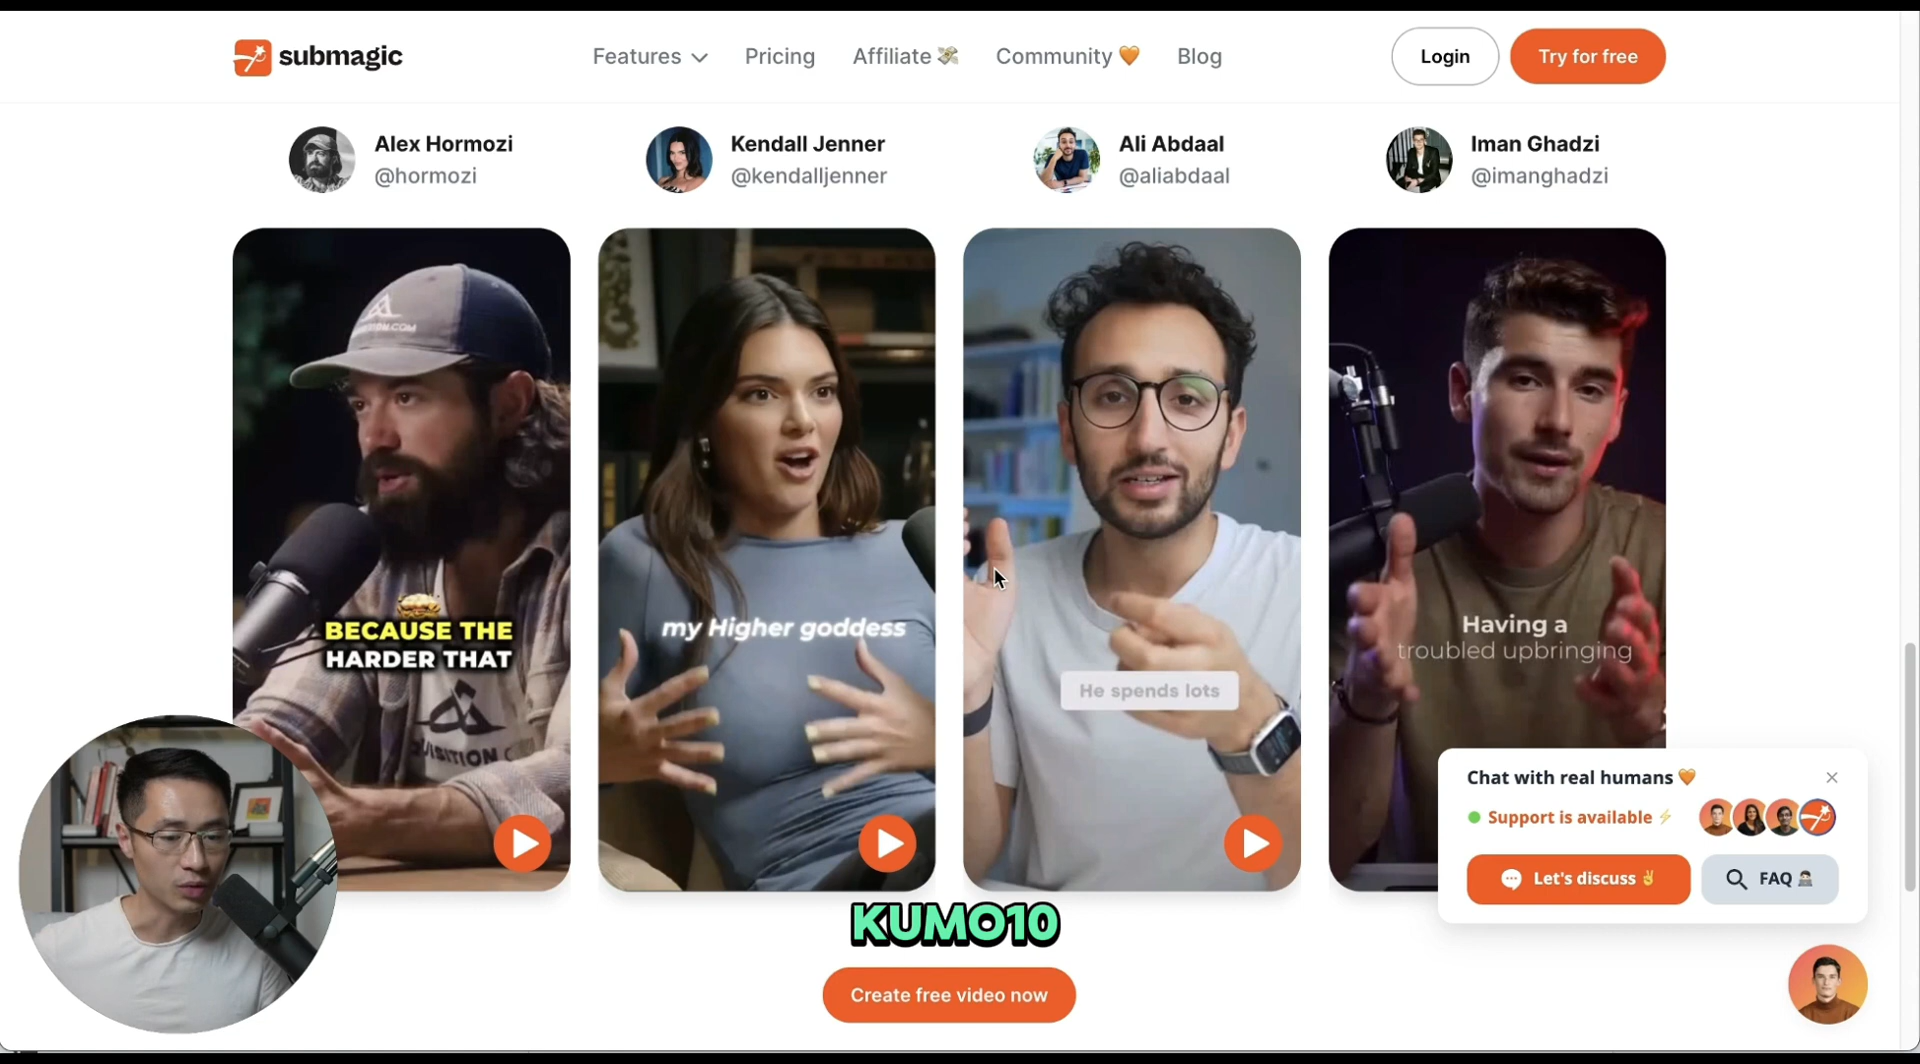 submagic
Features
Pricing
Affiliate 💸
Community 🧡
Blog
Login
Try for free
Alex Hormozi
@hormozi
Kendall Jenner
@kendalljenner
Ali Abdaal
@aliabdaal
Iman Ghadzi
@imanghadzi
BECAUSE THE
HARDER THAT
my Higher goddess
He spends lots
Having a
troubled upbringing
Chat with real humans 🧡
Support is available ⚡
Let's discuss ✌
FAQ
KUMO10
Create free video now